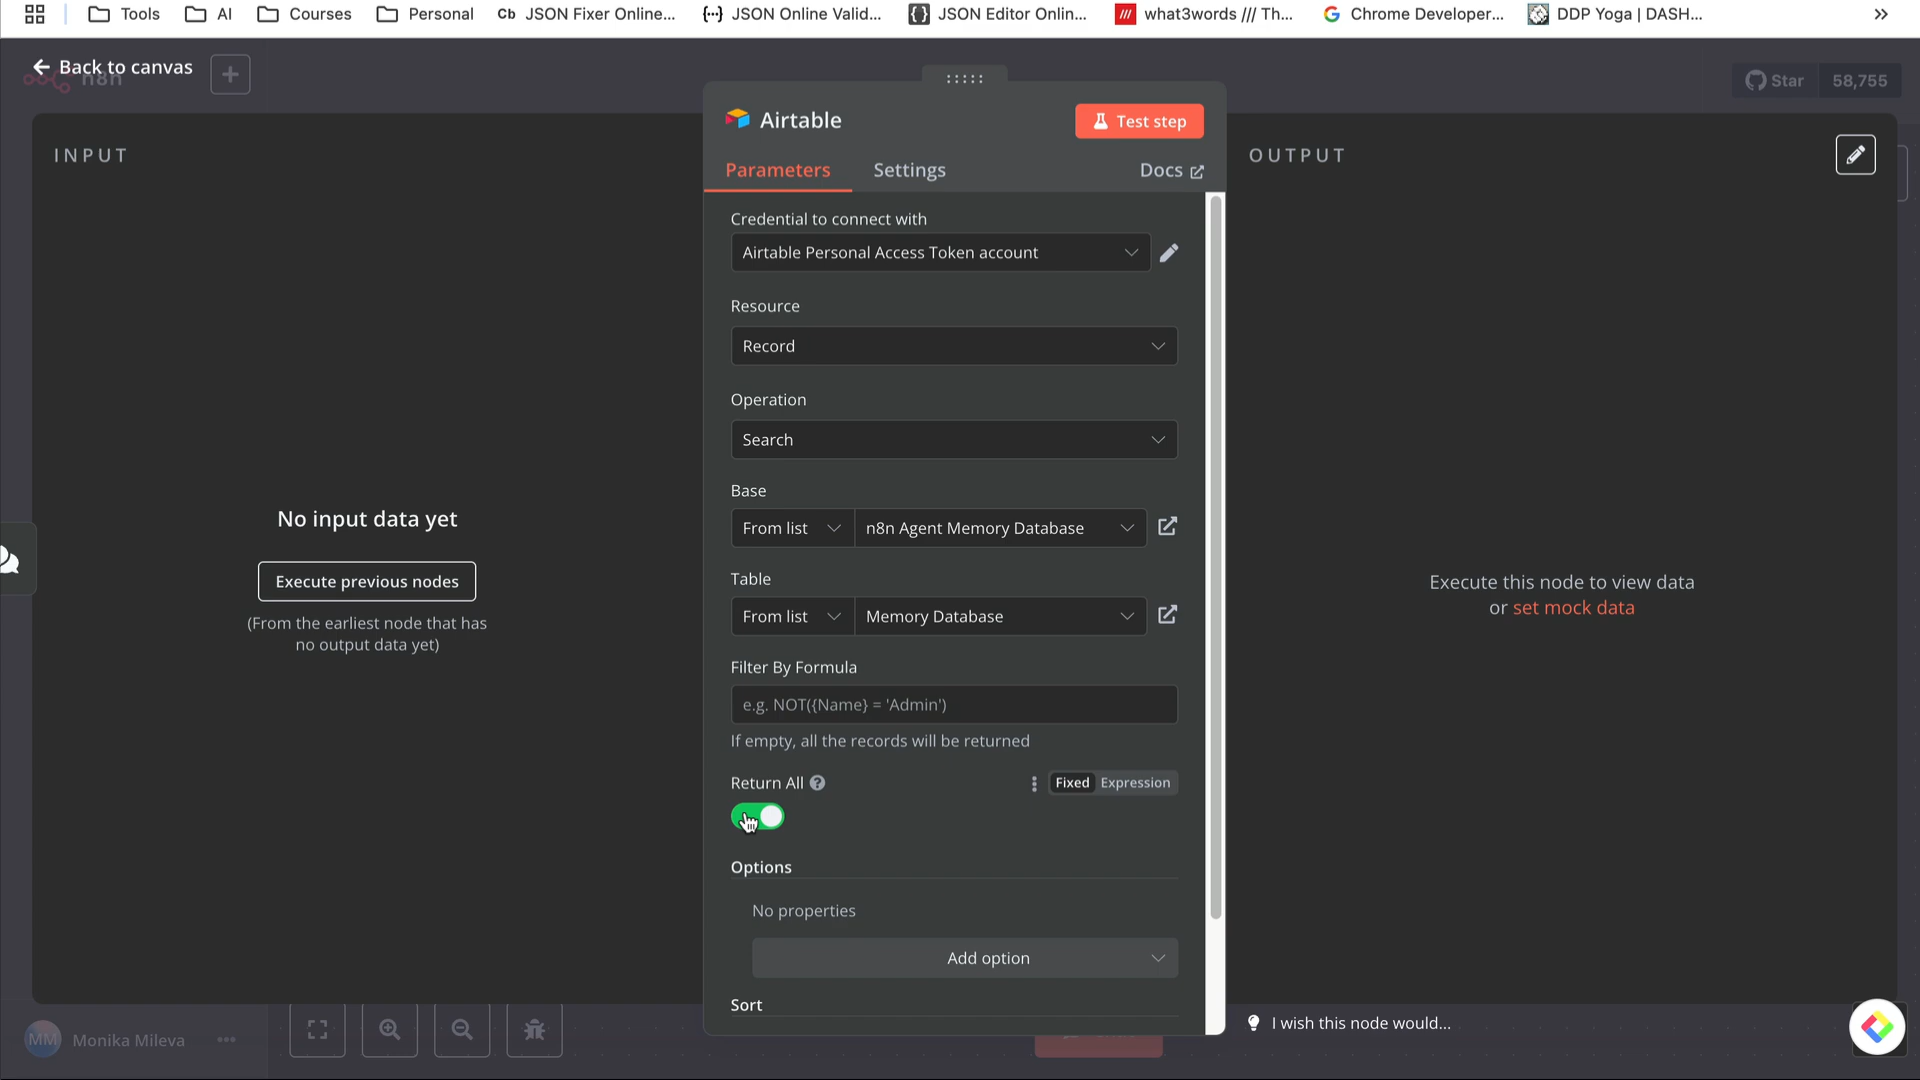 Tools
AI
Courses
Personal
Cb JSON Fixer Online...
{--} JSON Online Valid...
{} JSON Editor Onlin...
/// what3words /// Th...
G Chrome Developer...
DDP Yoga | DASH...
Back to canvas
n8n
Star 58,755
INPUT
No input data yet
Execute previous nodes
(From the earliest node that has
no output data yet)
Airtable
Test step
Parameters
Settings
Docs
Credential to connect with
Airtable Personal Access Token account
Resource
Record
Operation
Search
Base
From list
n8n Agent Memory Database
Table
From list
Memory Database
Filter By Formula
e.g. NOT({Name} = 'Admin')
If empty, all the records will be returned
Return All
Fixed Expression
Options
No properties
Add option
Sort
OUTPUT
Execute this node to view data
or set mock data
I wish this node would...
MM Monika Mileva